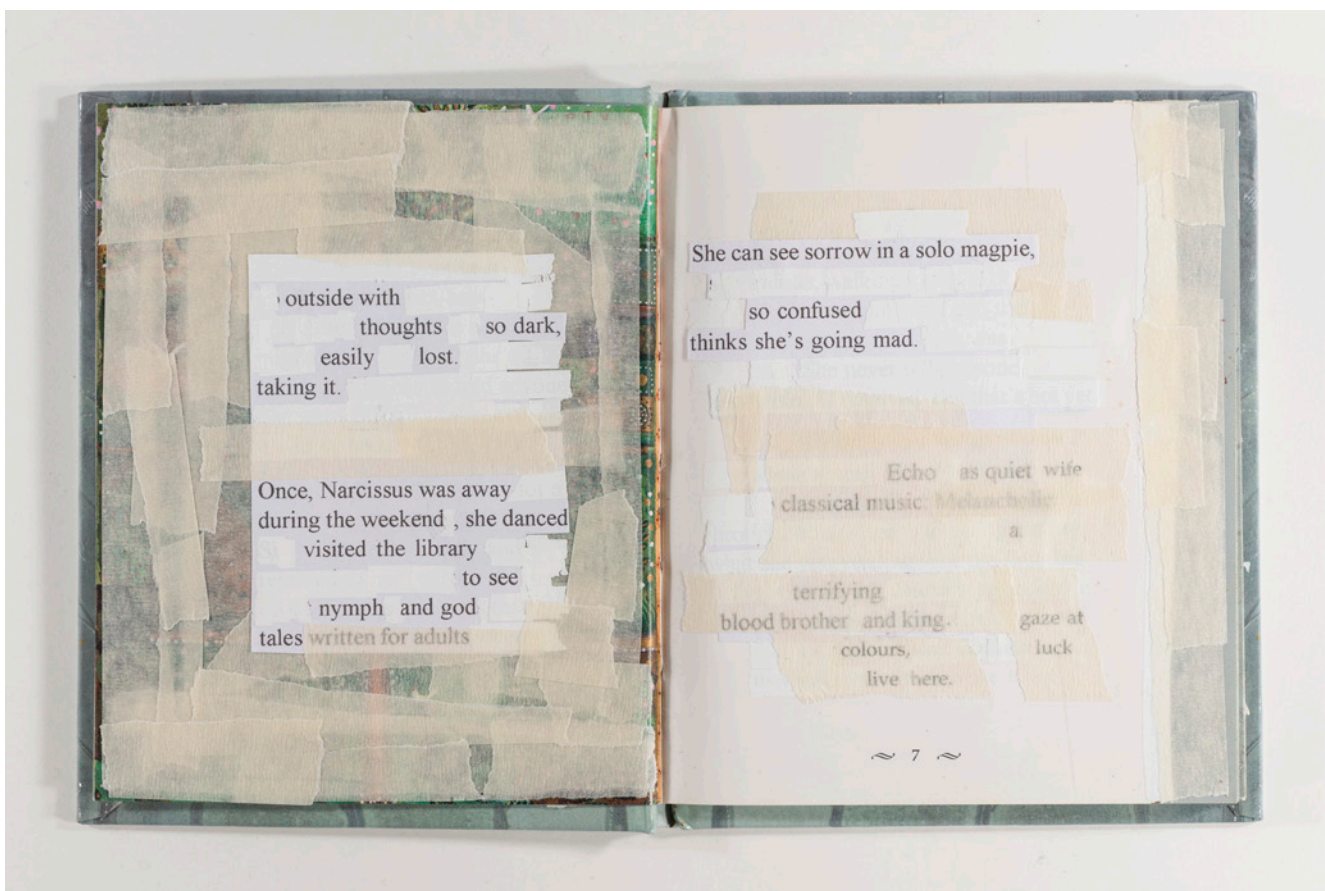 outside with
thoughts so dark,
easily lost.
taking it.
Once, Narcissus was away
during the weekend , she danced
visited the library
to see
nymph and god
tales written for adults
She can see sorrow in a solo magpie,
so confused
thinks she's going mad.
Echo as quiet wife
classical music. Melancholic
a
terrifying
blood brother and king. gaze at
colours, luck
live here.
~ 7 ~